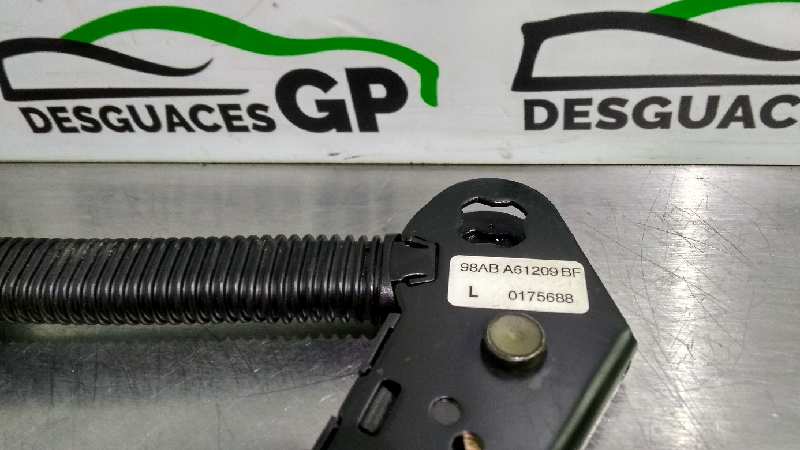 DESGUACES GP
DESGUAC
98AB A61209 BF
L 0175688